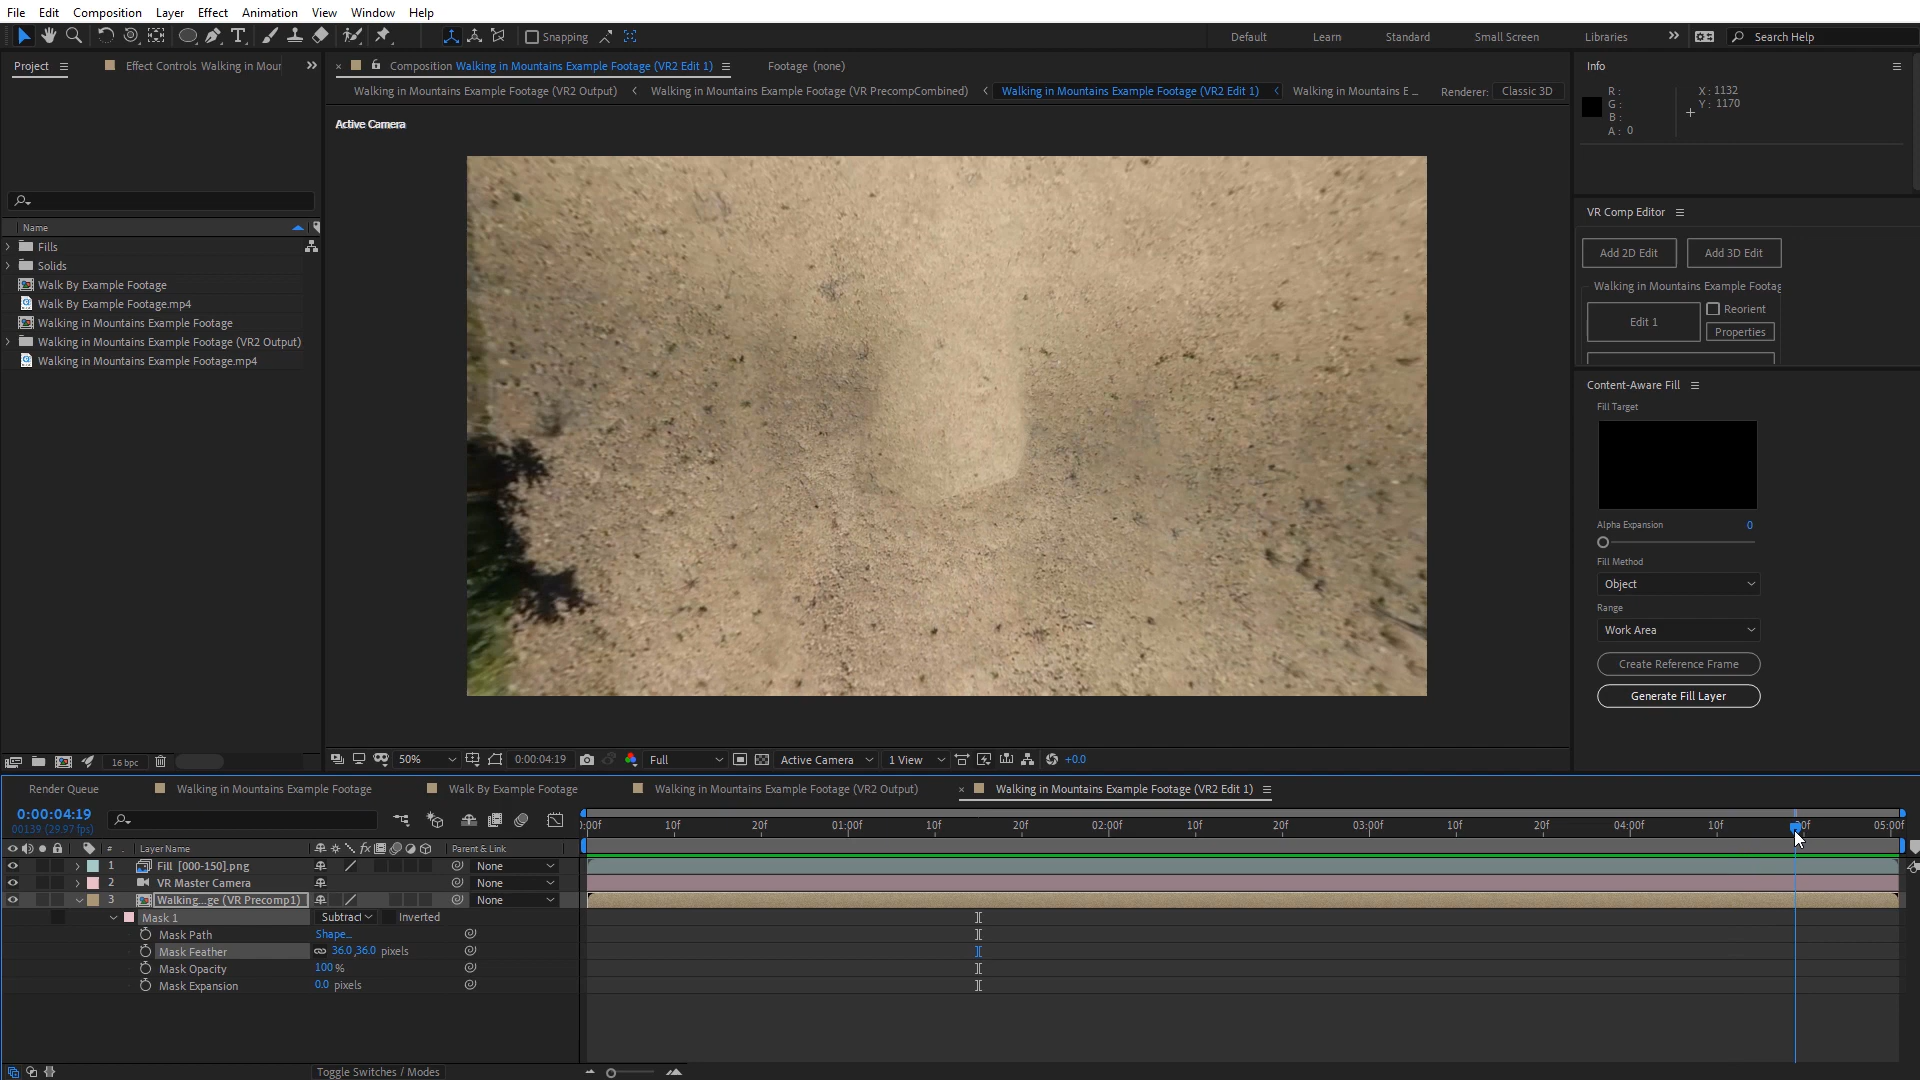 File Edit Composition Layer Effect Animation View Window Help
Snapping Default Learn Standard Small Screen Libraries Search Help
Project Effect Controls Walking in Mour
Composition Walking in Mountains Example Footage (VR2 Edit 1) Footage (none)
Walking in Mountains Example Footage (VR2 Output) Walking in Mountains Example Footage (VR PrecompCombined) Walking in Mountains Example Footage (VR2 Edit 1) Walking in Mountains E... Renderer: Classic 3D
Active Camera
Name
Fills
Solids
Walk By Example Footage
Walk By Example Footage.mp4
Walking in Mountains Example Footage
Walking in Mountains Example Footage (VR2 Output)
Walking in Mountains Example Footage.mp4
16 bpc
50% 0:00:04:19 Full Active Camera 1 View +0.0
Info
R : X : 1132
G : Y : 1170
B :
A : 0
VR Comp Editor
Add 2D Edit Add 3D Edit
Walking in Mountains Example Footag
Edit 1 Reorient
Properties
Content-Aware Fill
Fill Target
Alpha Expansion 0
Fill Method
Object
Range
Work Area
Create Reference Frame
Generate Fill Layer
Render Queue Walking in Mountains Example Footage Walk By Example Footage Walking in Mountains Example Footage (VR2 Output) Walking in Mountains Example Footage (VR2 Edit 1)
0:00:04:19
00139 (29.97 fps)
:00f 10f 20f 01:00f 10f 20f 02:00f 10f 20f 03:00f 10f 20f 04:00f 10f 20f 05:00f
# Layer Name Parent & Link
1 Fill [000-150].png None
2 VR Master Camera None
3 Walking...ge (VR Precomp1) None
Mask 1 Subtract Inverted
Mask Path Shape...
Mask Feather 36.0,36.0 pixels
Mask Opacity 100 %
Mask Expansion 0.0 pixels
Toggle Switches / Modes